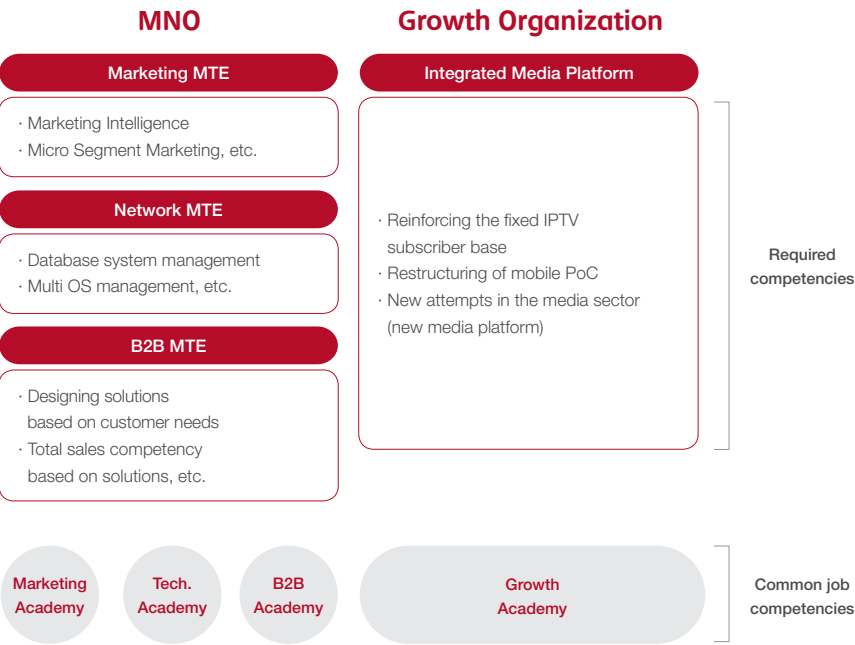 MNO
Marketing MTE
· Marketing Intelligence
· Micro Segment Marketing, etc.
Network MTE
· Database system management
· Multi OS management, etc.
B2B MTE
· Designing solutions
based on customer needs
· Total sales competency
based on solutions, etc.
Growth Organization
Integrated Media Platform
· Reinforcing the fixed IPTV
subscriber base
· Restructuring of mobile PoC
· New attempts in the media sector
(new media platform)
Required
competencies
Marketing
Academy
Tech.
Academy
B2B
Academy
Growth
Academy
Common job
competencies